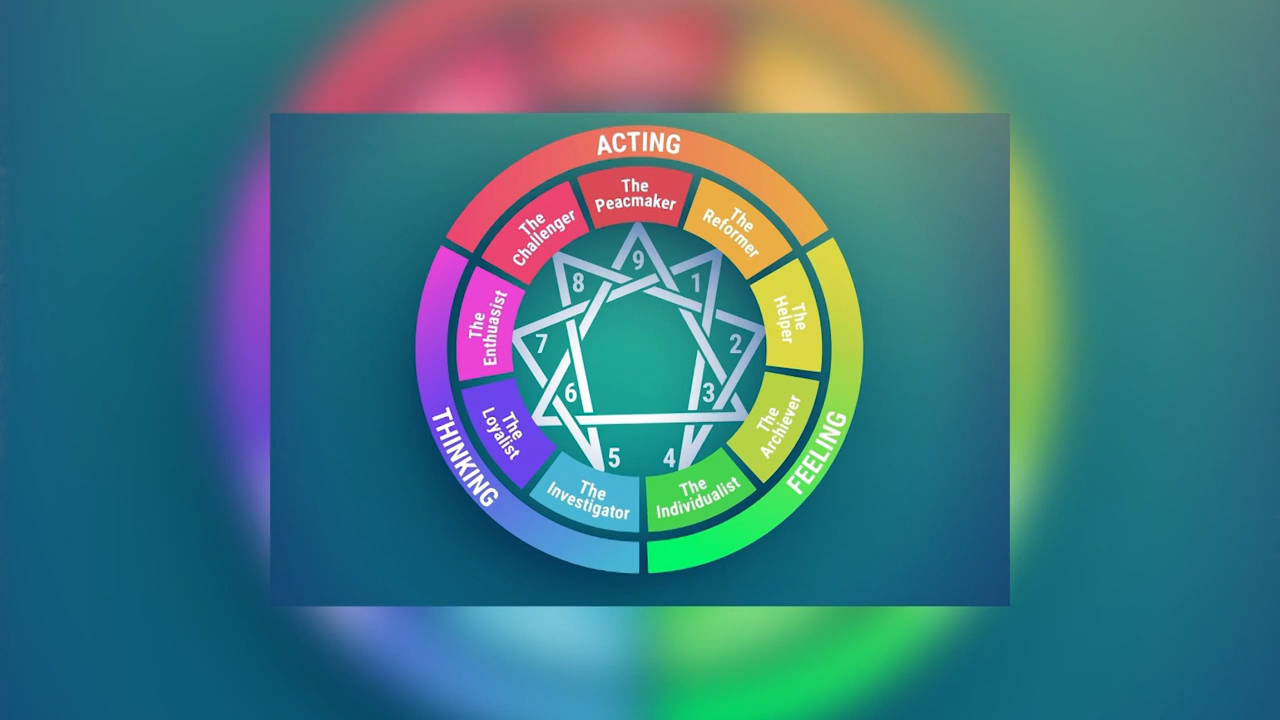 ACTING
The
Peacmaker
The
Reformer
The
Helper
The
Archiever
FEELING
The
Individualist
The
Investigator
The
Loyalist
THINKING
The
Enthuasist
The
Challenger
9
1
2
3
4
5
6
7
8